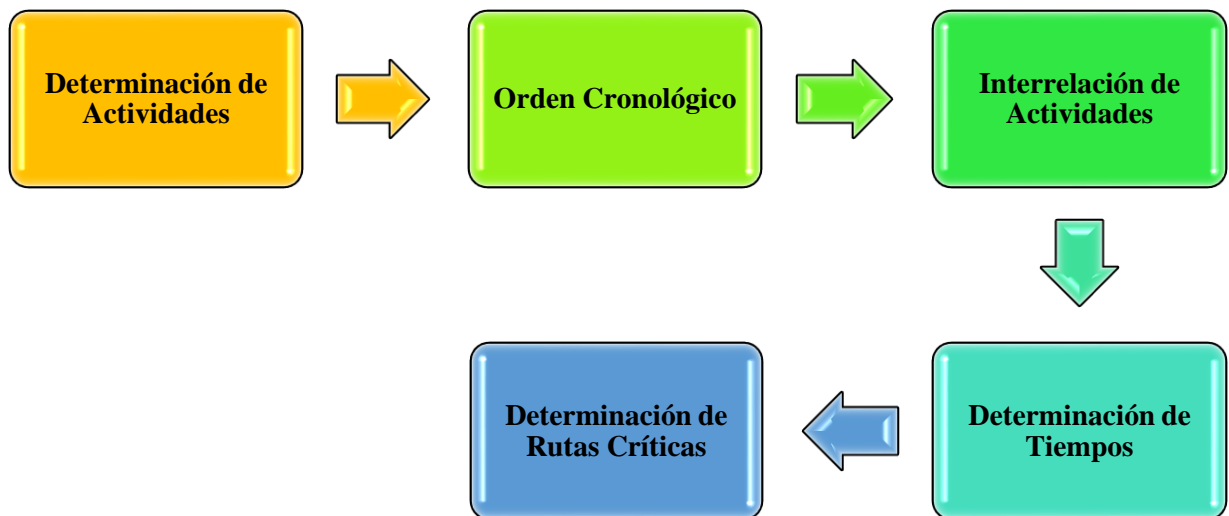 Determinación de
Actividades
Orden Cronológico
Interrelación de
Actividades
Determinación de
Tiempos
Determinación de
Rutas Críticas